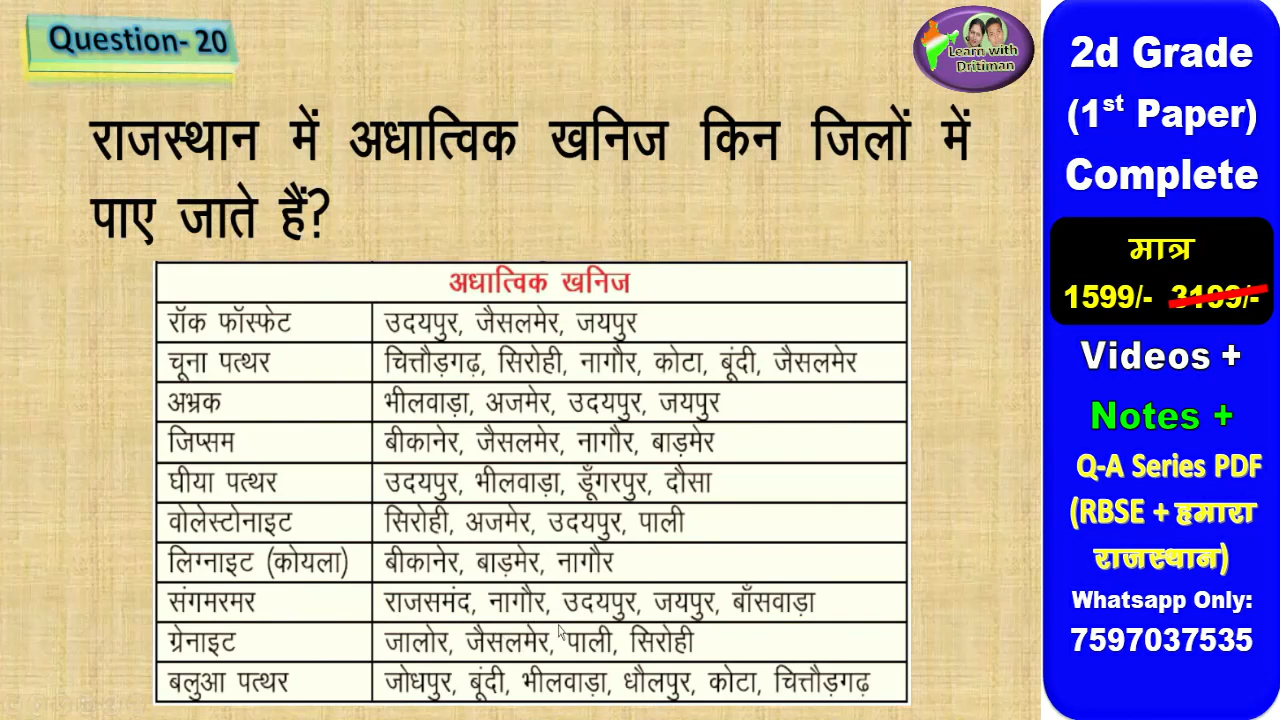 Question- 20
Learn with
Dritiman
राजस्थान में अधात्विक खनिज किन जिलों में
पाए जाते हैं?
अधात्विक खनिज
रॉक फॉस्फेट उदयपुर, जैसलमेर, जयपुर
चूना पत्थर चित्तौड़गढ़, सिरोही, नागौर, कोटा, बूंदी, जैसलमेर
अभ्रक भीलवाड़ा, अजमेर, उदयपुर, जयपुर
जिप्सम बीकानेर, जैसलमेर, नागौर, बाड़मेर
घीया पत्थर उदयपुर, भीलवाड़ा, डूँगरपुर, दौसा
वोलेस्टोनाइट सिरोही, अजमेर, उदयपुर, पाली
लिग्नाइट (कोयला) बीकानेर, बाड़मेर, नागौर
संगमरमर राजसमंद, नागौर, उदयपुर, जयपुर, बाँसवाड़ा
ग्रेनाइट जालोर, जैसलमेर, पाली, सिरोही
बलुआ पत्थर जोधपुर, बूंदी, भीलवाड़ा, धौलपुर, कोटा, चित्तौड़गढ़
2d Grade
(1st Paper)
Complete
मात्र
1599/- 3199/-
Videos +
Notes +
Q-A Series PDF
(RBSE + हमारा
राजस्थान)
Whatsapp Only:
7597037535